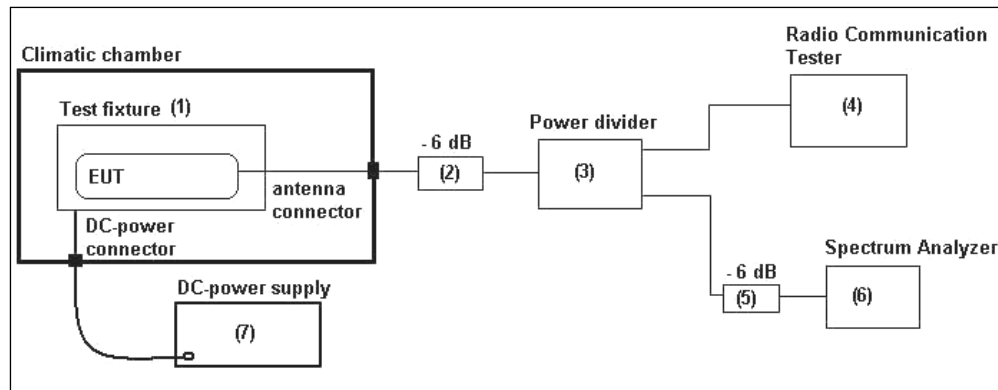 Radio Communication
Tester
Climatic chamber
(4)
Test fixture (1)
Power divider
- 6 dB
(2)
(3)
EUT
antenna
connector
DC-power
connector
Spectrum Analyzer
- 6 dB
(5)
(6)
DC-power supply
(7)